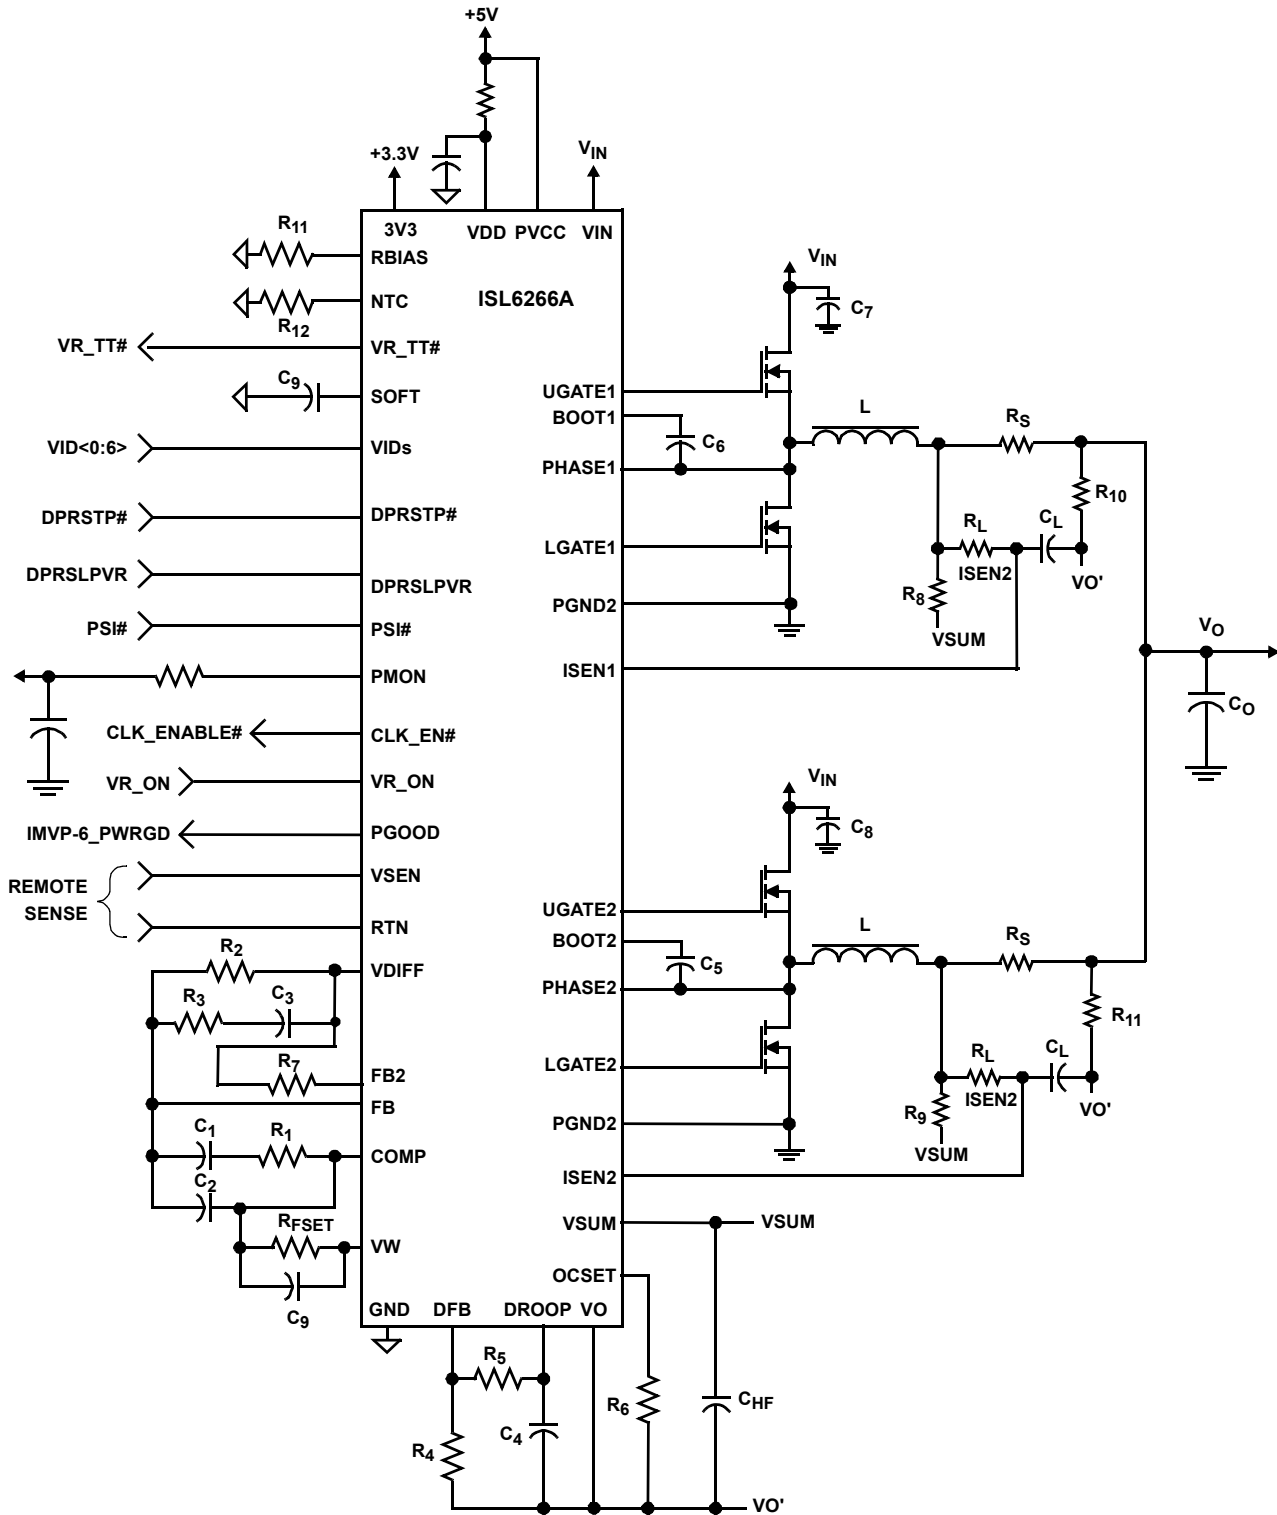 +5V
+3.3V
VIN
3V3
VDD
PVCC
VIN
R11
RBIAS
ISL6266A
NTC
R12
VR_TT#
VR_TT#
C9
SOFT
VID<0:6>
VIDs
DPRSTP#
DPRSTP#
DPRSLPVR
DPRSLPVR
PSI#
PSI#
PMON
CLK_ENABLE#
CLK_EN#
VR_ON
VR_ON
IMVP-6_PWRGD
PGOOD
REMOTE
SENSE
VSEN
RTN
R2
VDIFF
R3
C3
R7
FB2
FB
C1
R1
COMP
C2
RFSET
VW
C9
GND
DFB
DROOP
VO
R5
R4
C4
R6
CHF
VO'
VIN
C7
UGATE1
BOOT1
C6
PHASE1
L
RS
R10
LGATE1
RL
CL
ISEN2
VO'
R8
VSUM
PGND2
ISEN1
VO
CO
VIN
C8
UGATE2
BOOT2
C5
PHASE2
L
RS
R11
LGATE2
RL
CL
ISEN2
VO'
R9
VSUM
PGND2
ISEN2
VSUM
VSUM
OCSET